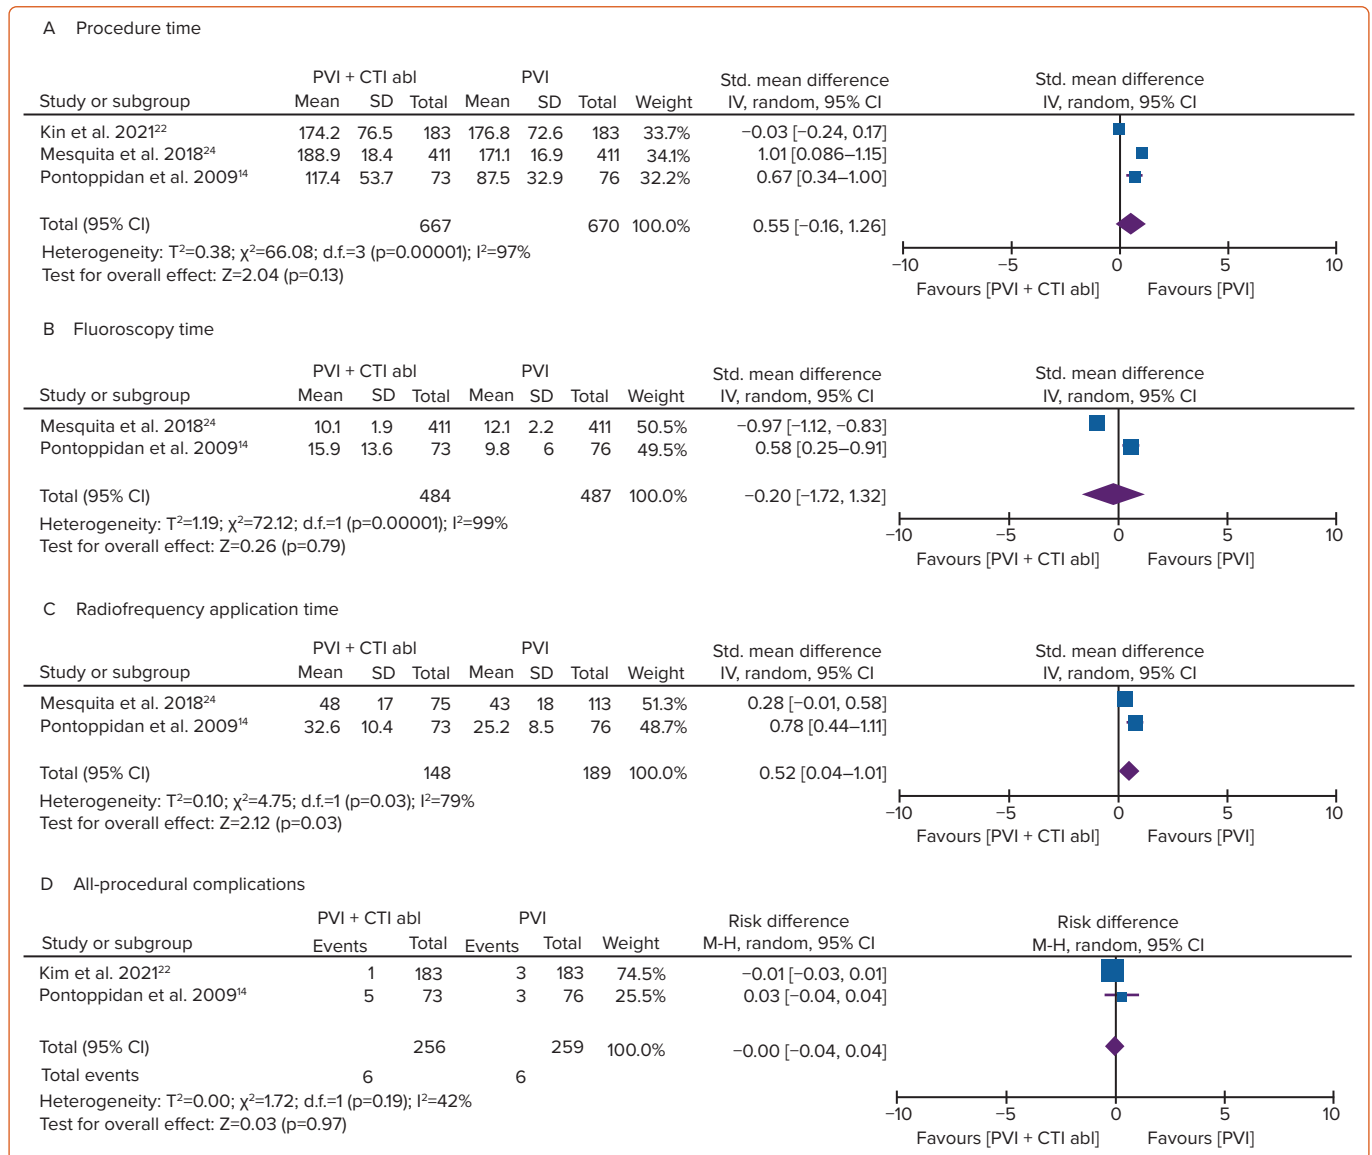 A Procedure time
PVI + CTI abl PVI Std. mean difference Std. mean difference
Study or subgroup Mean SD Total Mean SD Total Weight IV, random, 95% CI IV, random, 95% CI
Kin et al. 2021²² 174.2 76.5 183 176.8 72.6 183 33.7% −0.03 [−0.24, 0.17]
Mesquita et al. 2018²⁴ 188.9 18.4 411 171.1 16.9 411 34.1% 1.01 [0.086–1.15]
Pontoppidan et al. 2009¹⁴ 117.4 53.7 73 87.5 32.9 76 32.2% 0.67 [0.34–1.00]
Total (95% CI) 667 670 100.0% 0.55 [−0.16, 1.26]
Heterogeneity: T²=0.38; χ²=66.08; d.f.=3 (p=0.00001); I²=97%
Test for overall effect: Z=2.04 (p=0.13)
−10 −5 0 5 10
Favours [PVI + CTI abl] Favours [PVI]
B Fluoroscopy time
PVI + CTI abl PVI Std. mean difference Std. mean difference
Study or subgroup Mean SD Total Mean SD Total Weight IV, random, 95% CI IV, random, 95% CI
Mesquita et al. 2018²⁴ 10.1 1.9 411 12.1 2.2 411 50.5% −0.97 [−1.12, −0.83]
Pontoppidan et al. 2009¹⁴ 15.9 13.6 73 9.8 6 76 49.5% 0.58 [0.25–0.91]
Total (95% CI) 484 487 100.0% −0.20 [−1.72, 1.32]
Heterogeneity: T²=1.19; χ²=72.12; d.f.=1 (p=0.00001); I²=99%
Test for overall effect: Z=0.26 (p=0.79)
−10 −5 0 5 10
Favours [PVI + CTI abl] Favours [PVI]
C Radiofrequency application time
PVI + CTI abl PVI Std. mean difference Std. mean difference
Study or subgroup Mean SD Total Mean SD Total Weight IV, random, 95% CI IV, random, 95% CI
Mesquita et al. 2018²⁴ 48 17 75 43 18 113 51.3% 0.28 [−0.01, 0.58]
Pontoppidan et al. 2009¹⁴ 32.6 10.4 73 25.2 8.5 76 48.7% 0.78 [0.44–1.11]
Total (95% CI) 148 189 100.0% 0.52 [0.04–1.01]
Heterogeneity: T²=0.10; χ²=4.75; d.f.=1 (p=0.03); I²=79%
Test for overall effect: Z=2.12 (p=0.03)
−10 −5 0 5 10
Favours [PVI + CTI abl] Favours [PVI]
D All-procedural complications
PVI + CTI abl PVI Risk difference Risk difference
Study or subgroup Events Total Events Total Weight M-H, random, 95% CI M-H, random, 95% CI
Kim et al. 2021²² 1 183 3 183 74.5% −0.01 [−0.03, 0.01]
Pontoppidan et al. 2009¹⁴ 5 73 3 76 25.5% 0.03 [−0.04, 0.04]
Total (95% CI) 256 259 100.0% −0.00 [−0.04, 0.04]
Total events 6 6
Heterogeneity: T²=0.00; χ²=1.72; d.f.=1 (p=0.19); I²=42%
Test for overall effect: Z=0.03 (p=0.97)
−10 −5 0 5 10
Favours [PVI + CTI abl] Favours [PVI]